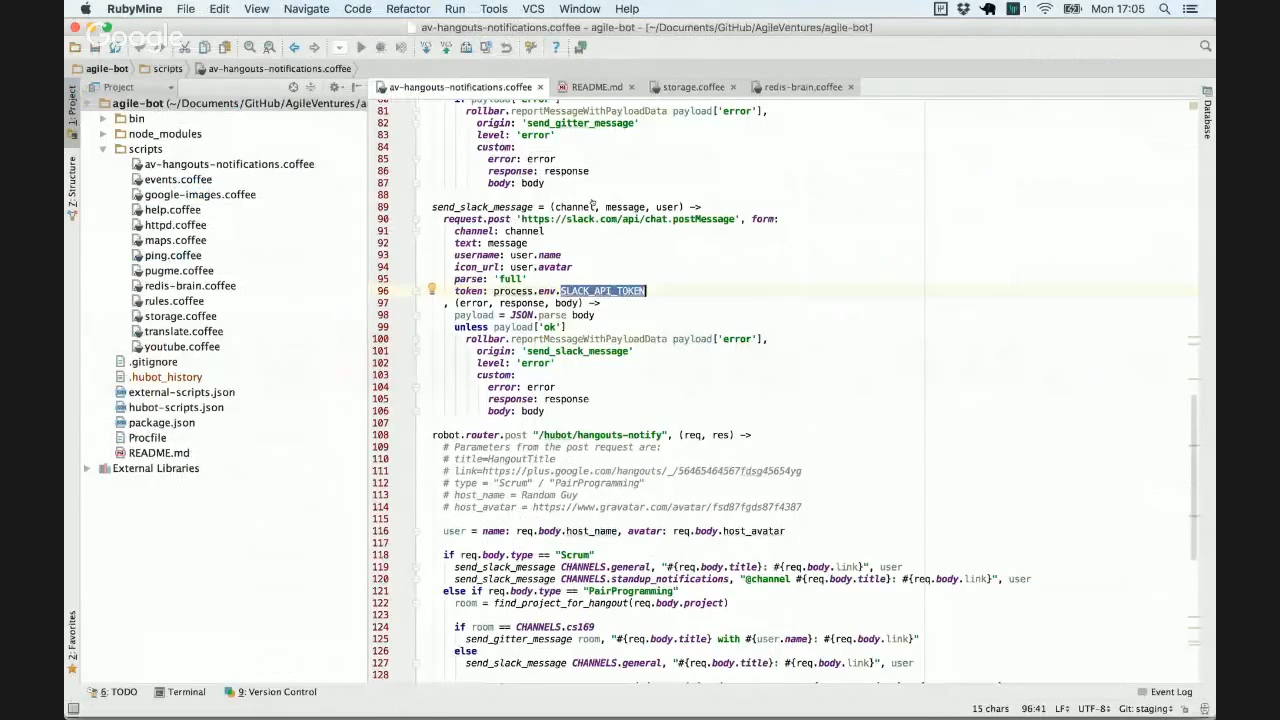 RubyMine File Edit View Navigate Code Refactor Run Tools VCS Window Help 1 Mon 17:05
av-hangouts-notifications.coffee - agile-bot - [~/Documents/GitHub/AgileVentures/agile-bot]
Google
agile-bot scripts av-hangouts-notifications.coffee
Project
av-hangouts-notifications.coffee README.md storage.coffee redis-brain.coffee
1: Project
Z: Structure
2: Favorites
Database
agile-bot (~/Documents/GitHub/AgileVentures/a
bin
node_modules
scripts
av-hangouts-notifications.coffee
events.coffee
google-images.coffee
help.coffee
httpd.coffee
maps.coffee
ping.coffee
pugme.coffee
redis-brain.coffee
rules.coffee
storage.coffee
translate.coffee
youtube.coffee
.gitignore
.hubot_history
external-scripts.json
hubot-scripts.json
package.json
Procfile
README.md
External Libraries
80 if payload['error']
81 rollbar.reportMessageWithPayloadData payload['error'],
82 origin: 'send_gitter_message'
83 level: 'error'
84 custom:
85 error: error
86 response: response
87 body: body
88
89 send_slack_message = (channel, message, user) ->
90 request.post 'https://slack.com/api/chat.postMessage', form:
91 channel: channel
92 text: message
93 username: user.name
94 icon_url: user.avatar
95 parse: 'full'
96 token: process.env.SLACK_API_TOKEN
97 , (error, response, body) ->
98 payload = JSON.parse body
99 unless payload['ok']
100 rollbar.reportMessageWithPayloadData payload['error'],
101 origin: 'send_slack_message'
102 level: 'error'
103 custom:
104 error: error
105 response: response
106 body: body
107
108 robot.router.post "/hubot/hangouts-notify", (req, res) ->
109 # Parameters from the post request are:
110 # title=HangoutTitle
111 # link=https://plus.google.com/hangouts/_/56465464567fdsg45654yg
112 # type = "Scrum" / "PairProgramming"
113 # host_name = Random Guy
114 # host_avatar = https://www.gravatar.com/avatar/fsd87fgds87f4387
115
116 user = name: req.body.host_name, avatar: req.body.host_avatar
117
118 if req.body.type == "Scrum"
119 send_slack_message CHANNELS.general, "#{req.body.title}: #{req.body.link}", user
120 send_slack_message CHANNELS.standup_notifications, "@channel #{req.body.title}: #{req.body.link}", user
121 else if req.body.type == "PairProgramming"
122 room = find_project_for_hangout(req.body.project)
123
124 if room == CHANNELS.cs169
125 send_gitter_message room, "#{req.body.title} with #{user.name}: #{req.body.link}"
126 else
127 send_slack_message CHANNELS.general, "#{req.body.title}: #{req.body.link}", user
128
6: TODO Terminal 9: Version Control Event Log
15 chars 96:41 LF UTF-8 Git: staging